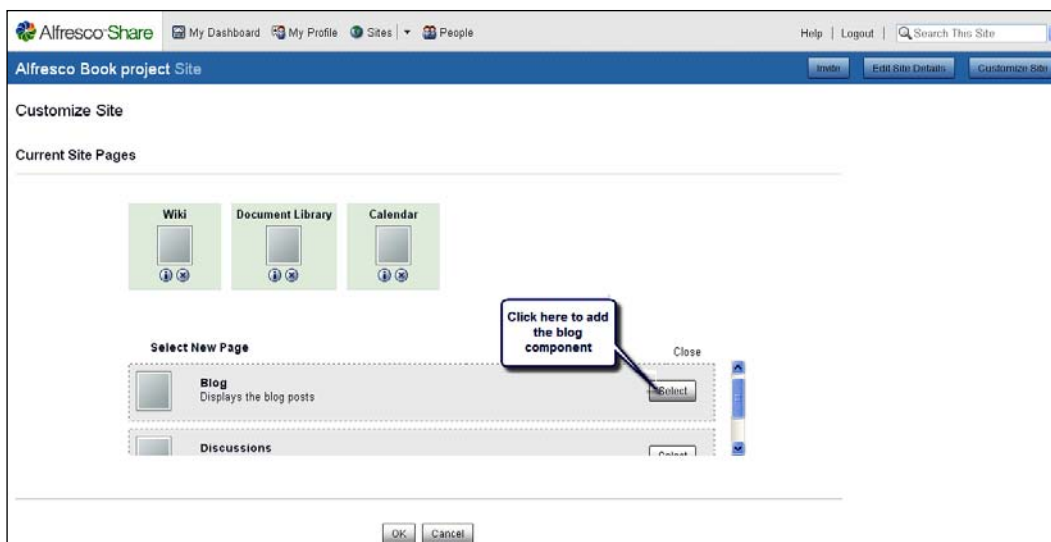 Alfresco Share My Dashboard My Profile Sites People Help | Logout | Search This Site
Alfresco Book project Site Invite Edit Site Details Customize Site
Customize Site
Current Site Pages
Wiki Document Library Calendar
Click here to add
the blog
component
Select New Page Close
Blog
Displays the blog posts
Select
Discussions
Select
OK Cancel